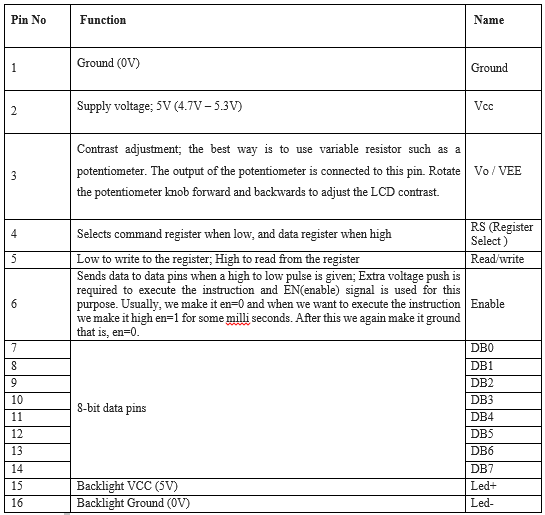 Pin No Function Name
1 Ground (0V) Ground
2 Supply voltage; 5V (4.7V – 5.3V) Vcc
Contrast adjustment; the best way is to use variable resistor such as a
potentiometer. The output of the potentiometer is connected to this pin. Rotate
the potentiometer knob forward and backwards to adjust the LCD contrast.
3 Vo / VEE
4 Selects command register when low, and data register when high
RS (Register
Select )
5 Low to write to the register; High to read from the register Read/write
Sends data to data pins when a high to low pulse is given; Extra voltage push is
required to execute the instruction and EN(enable) signal is used for this
purpose. Usually, we make it en=0 and when we want to execute the instruction
we make it high en=1 for some milli seconds. After this we again make it ground
that is, en=0.
6 Enable
7 DB0
8 DB1
9 DB2
10 DB3
8-bit data pins
11 DB4
12 DB5
13 DB6
14 DB7
15 Backlight VCC (5V) Led+
16 Backlight Ground (0V) Led-